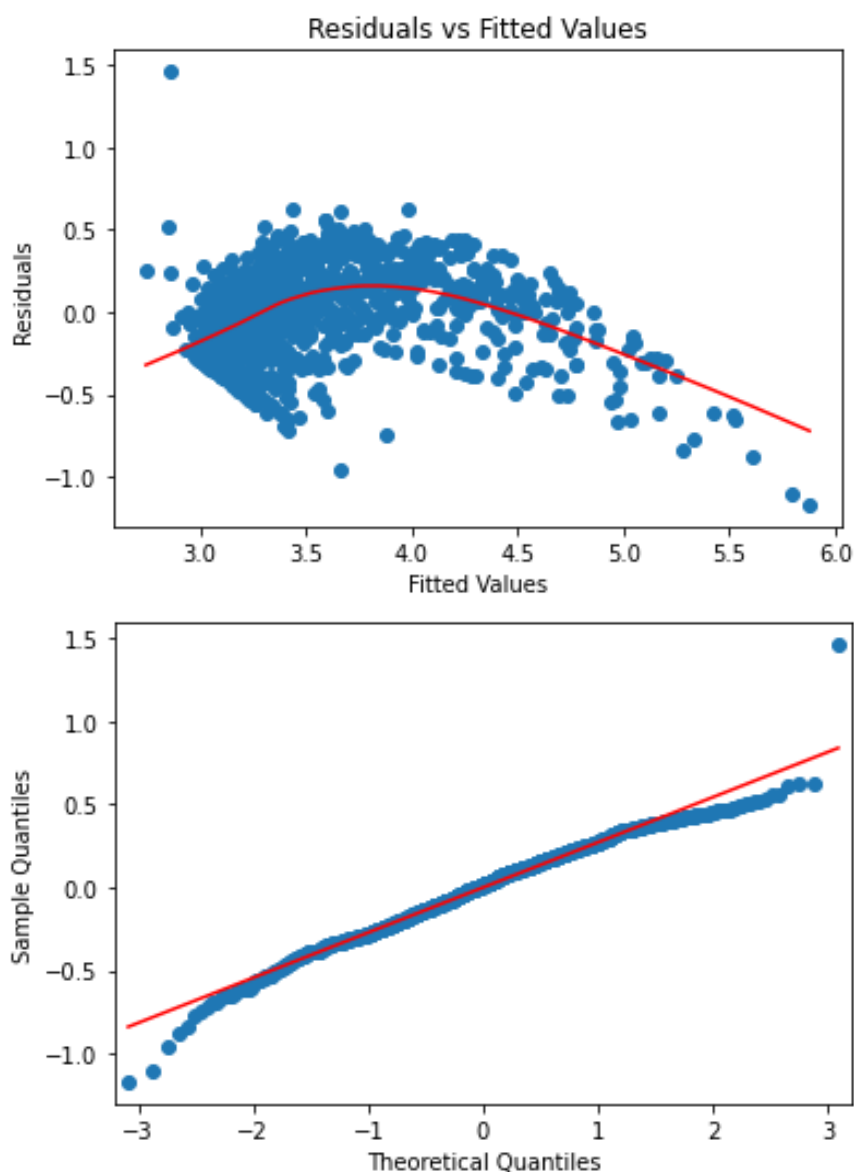 Residuals vs Fitted Values
1.5
1.0
0.5
0.0
−0.5
−1.0
Residuals
3.0 3.5 4.0 4.5 5.0 5.5 6.0
Fitted Values
1.5
1.0
0.5
0.0
−0.5
−1.0
Sample Quantiles
−3 −2 −1 0 1 2 3
Theoretical Quantiles